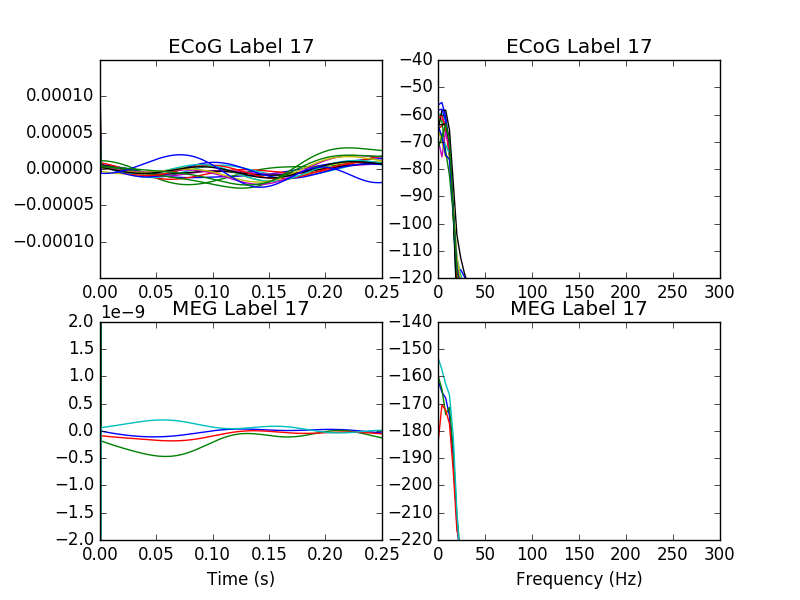 ECoG Label 17
0.00010
0.00005
0.00000
−0.00005
−0.00010
0.00 0.05 0.10 0.15 0.20 0.25
ECoG Label 17
−40
−50
−60
−70
−80
−90
−100
−110
−120
0 50 100 150 200 250 300
MEG Label 17
1e−9
2.0
1.5
1.0
0.5
0.0
−0.5
−1.0
−1.5
−2.0
0.00 0.05 0.10 0.15 0.20 0.25
Time (s)
MEG Label 17
−140
−150
−160
−170
−180
−190
−200
−210
−220
0 50 100 150 200 250 300
Frequency (Hz)